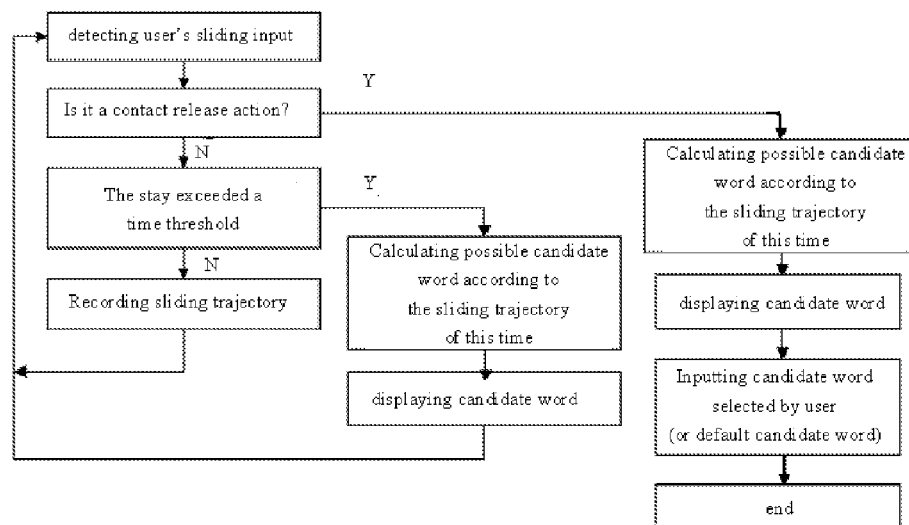 detecting user's sliding input
Y
Is it a contact release action?
N
Calculating possible candidate
word according to
the sliding trajectory
of this time
The stay exceeded a
time threshold
Y
N
Calculating possible candidate
word according to
the sliding trajectory
of this time
Recording sliding trajectory
displaying candidate word
displaying candidate word
Inputting candidate word
selected by user
(or default candidate word)
end